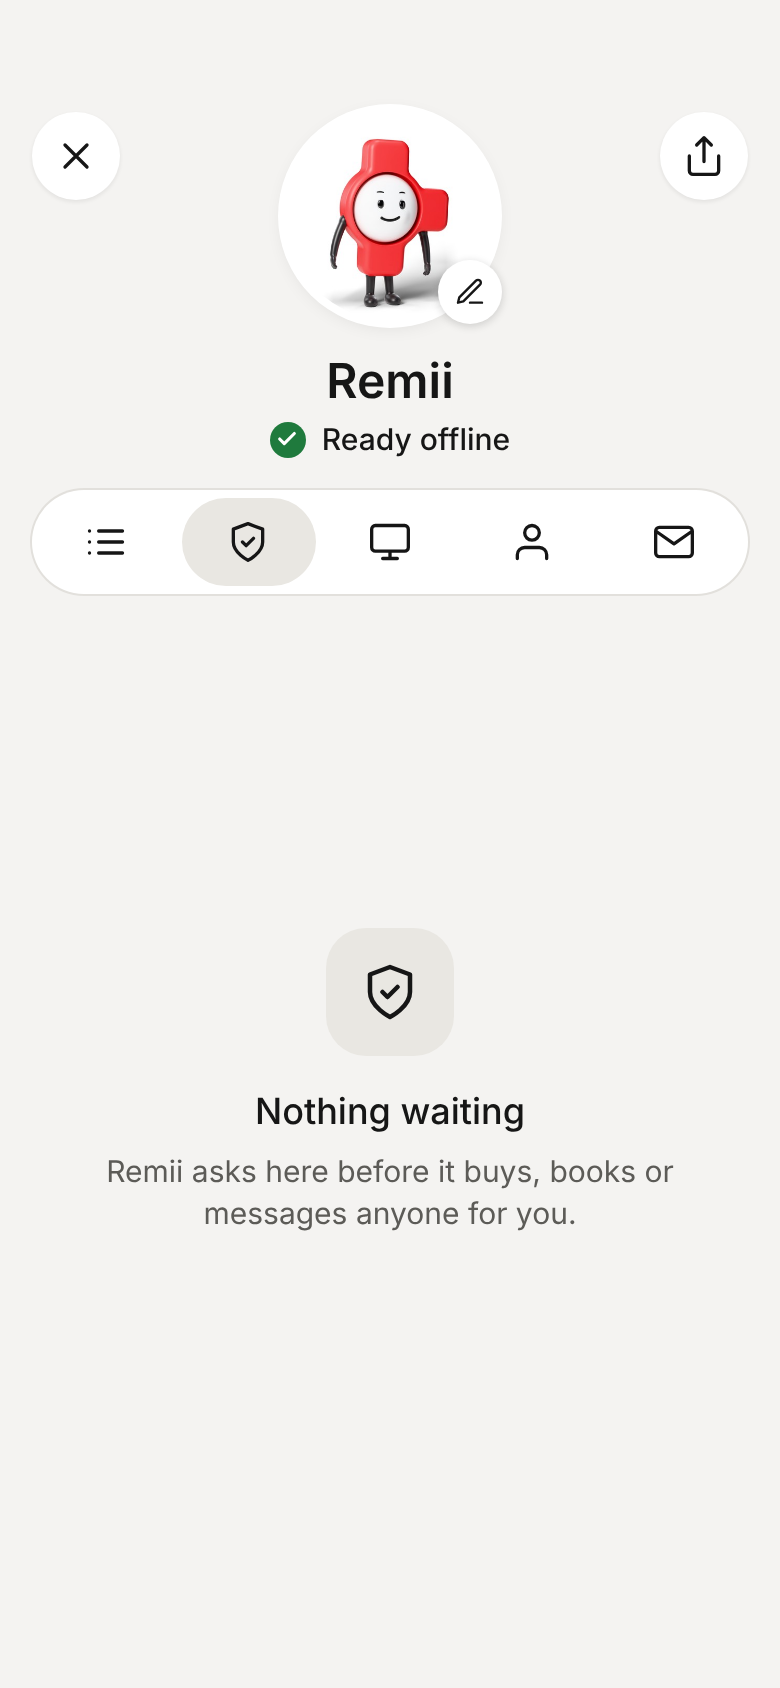 Remii
Ready offline
Nothing waiting
Remii asks here before it buys, books or
messages anyone for you.